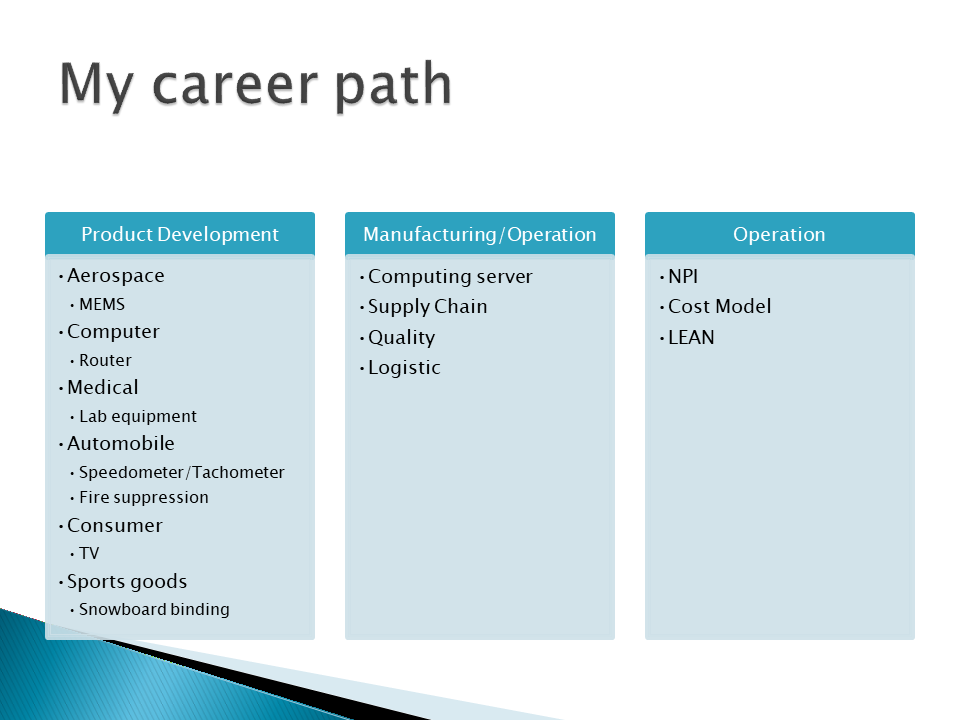 My career path
Product Development
•Aerospace
•MEMS
•Computer
•Router
•Medical
•Lab equipment
•Automobile
•Speedometer/Tachometer
•Fire suppression
•Consumer
•TV
•Sports goods
•Snowboard binding
Manufacturing/Operation
•Computing server
•Supply Chain
•Quality
•Logistic
Operation
•NPI
•Cost Model
•LEAN